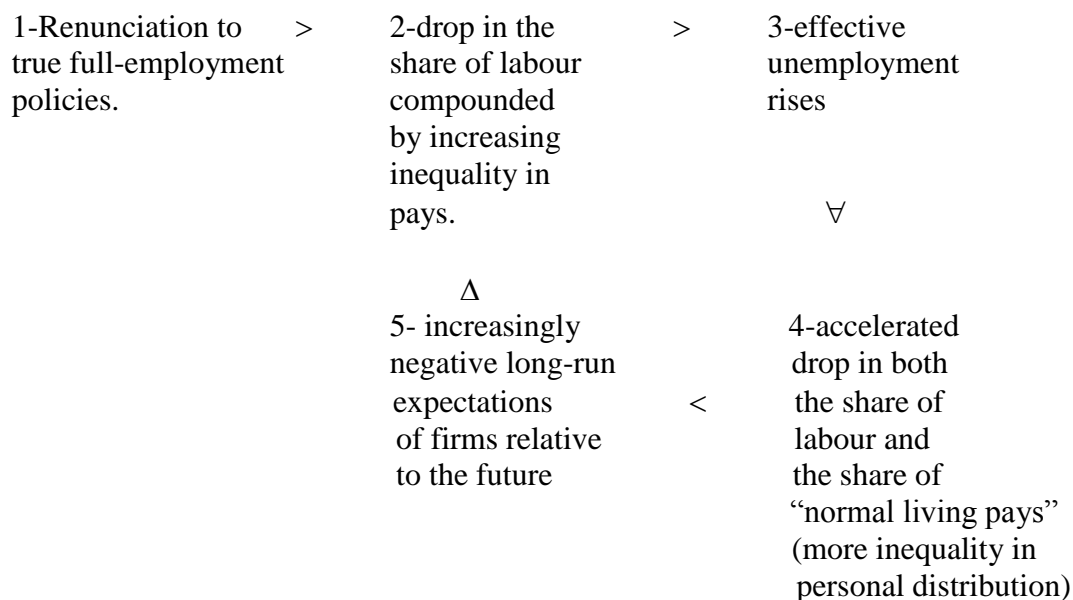 1-Renunciation to > 2-drop in the > 3-effective
true full-employment share of labour unemployment
policies. compounded rises
by increasing
inequality in
pays. ∀
Δ
5- increasingly 4-accelerated
negative long-run drop in both
expectations < the share of
of firms relative labour and
to the future the share of
“normal living pays”
(more inequality in
personal distribution)